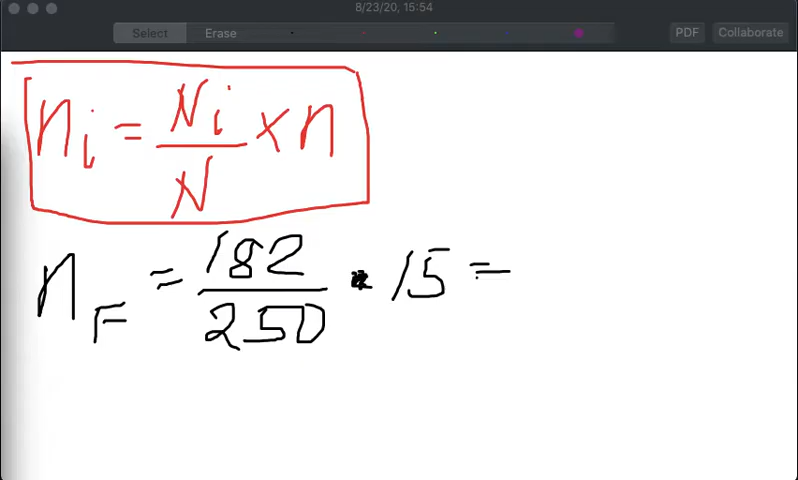 8/23/20, 15:54
Select Erase PDF Collaborate
n_i = N_i/N × n
n_F = 182/250 · 15 =